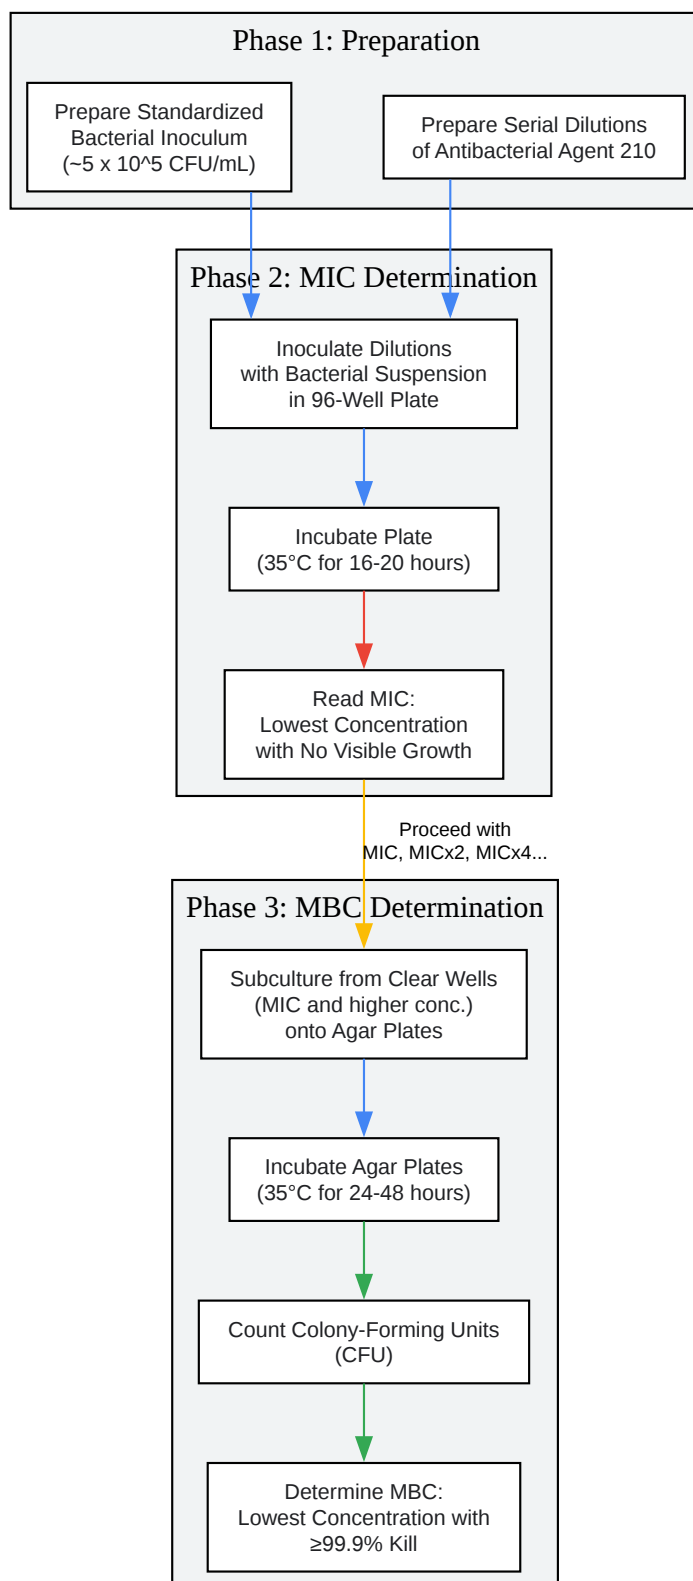 Phase 1: Preparation
Prepare Standardized
Bacterial Inoculum
(~5 x 10^5 CFU/mL)
Prepare Serial Dilutions
of Antibacterial Agent 210
Phase 2: MIC Determination
Inoculate Dilutions
with Bacterial Suspension
in 96-Well Plate
Incubate Plate
(35°C for 16-20 hours)
Read MIC:
Lowest Concentration
with No Visible Growth
Proceed with
MIC, MICx2, MICx4...
Phase 3: MBC Determination
Subculture from Clear Wells
(MIC and higher conc.)
onto Agar Plates
Incubate Agar Plates
(35°C for 24-48 hours)
Count Colony-Forming Units
(CFU)
Determine MBC:
Lowest Concentration with
≥99.9% Kill